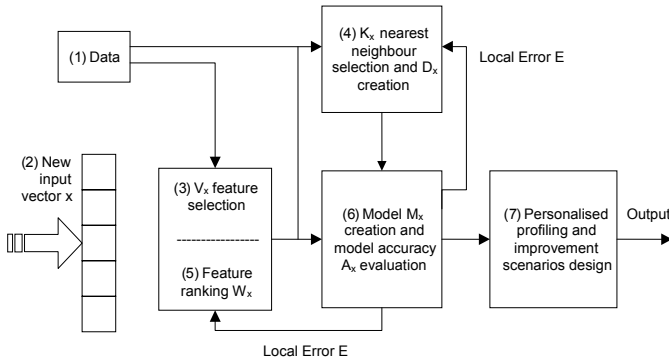 (1) Data
(4) Kx nearest
neighbour
selection and Dx
creation
Local Error E
(2) New
input
vector x
(3) Vx feature
selection
(5) Feature
ranking Wx
(6) Model Mx
creation and
model accuracy
Ax evaluation
(7) Personalised
profiling and
improvement
scenarios design
Output
Local Error E